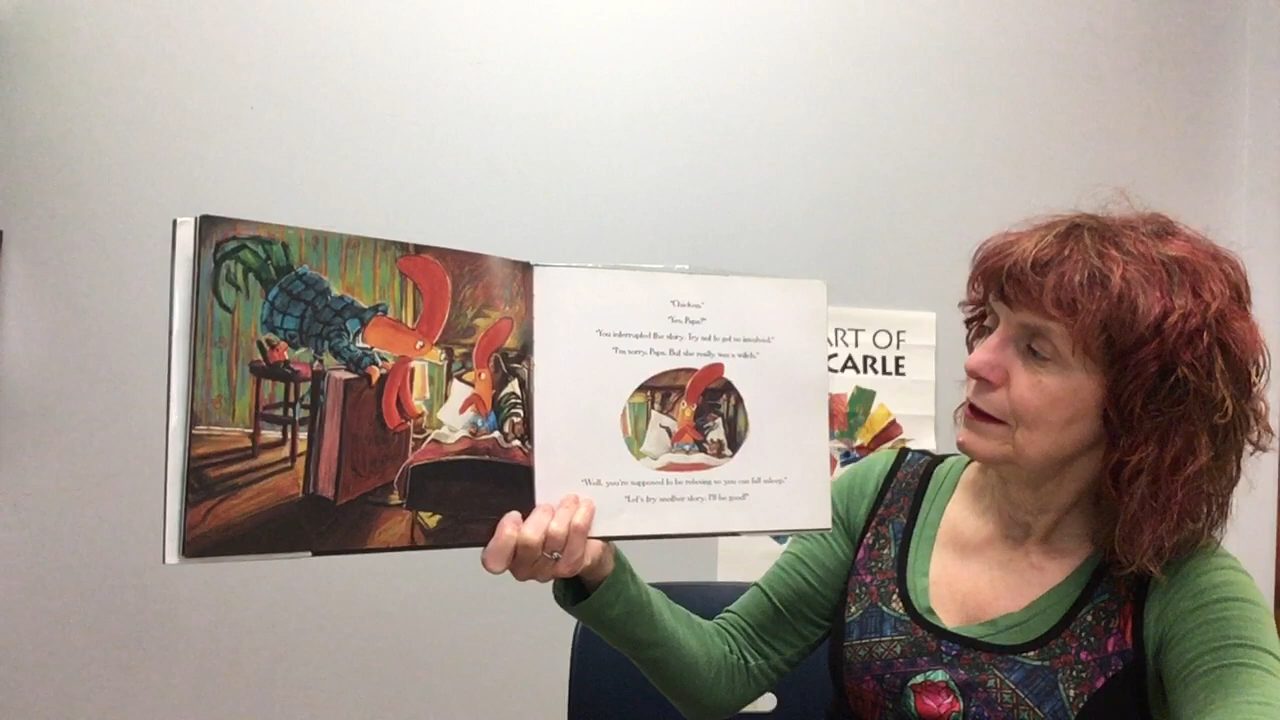 "Chicken."
"Yes, Papa?"
"You interrupted the story. Try not to get so involved."
"I'm sorry, Papa. But she really was a witch."
"Well, you're supposed to be relaxing so you can fall asleep."
"Let's try another story. I'll be good!"
ART OF
CARLE